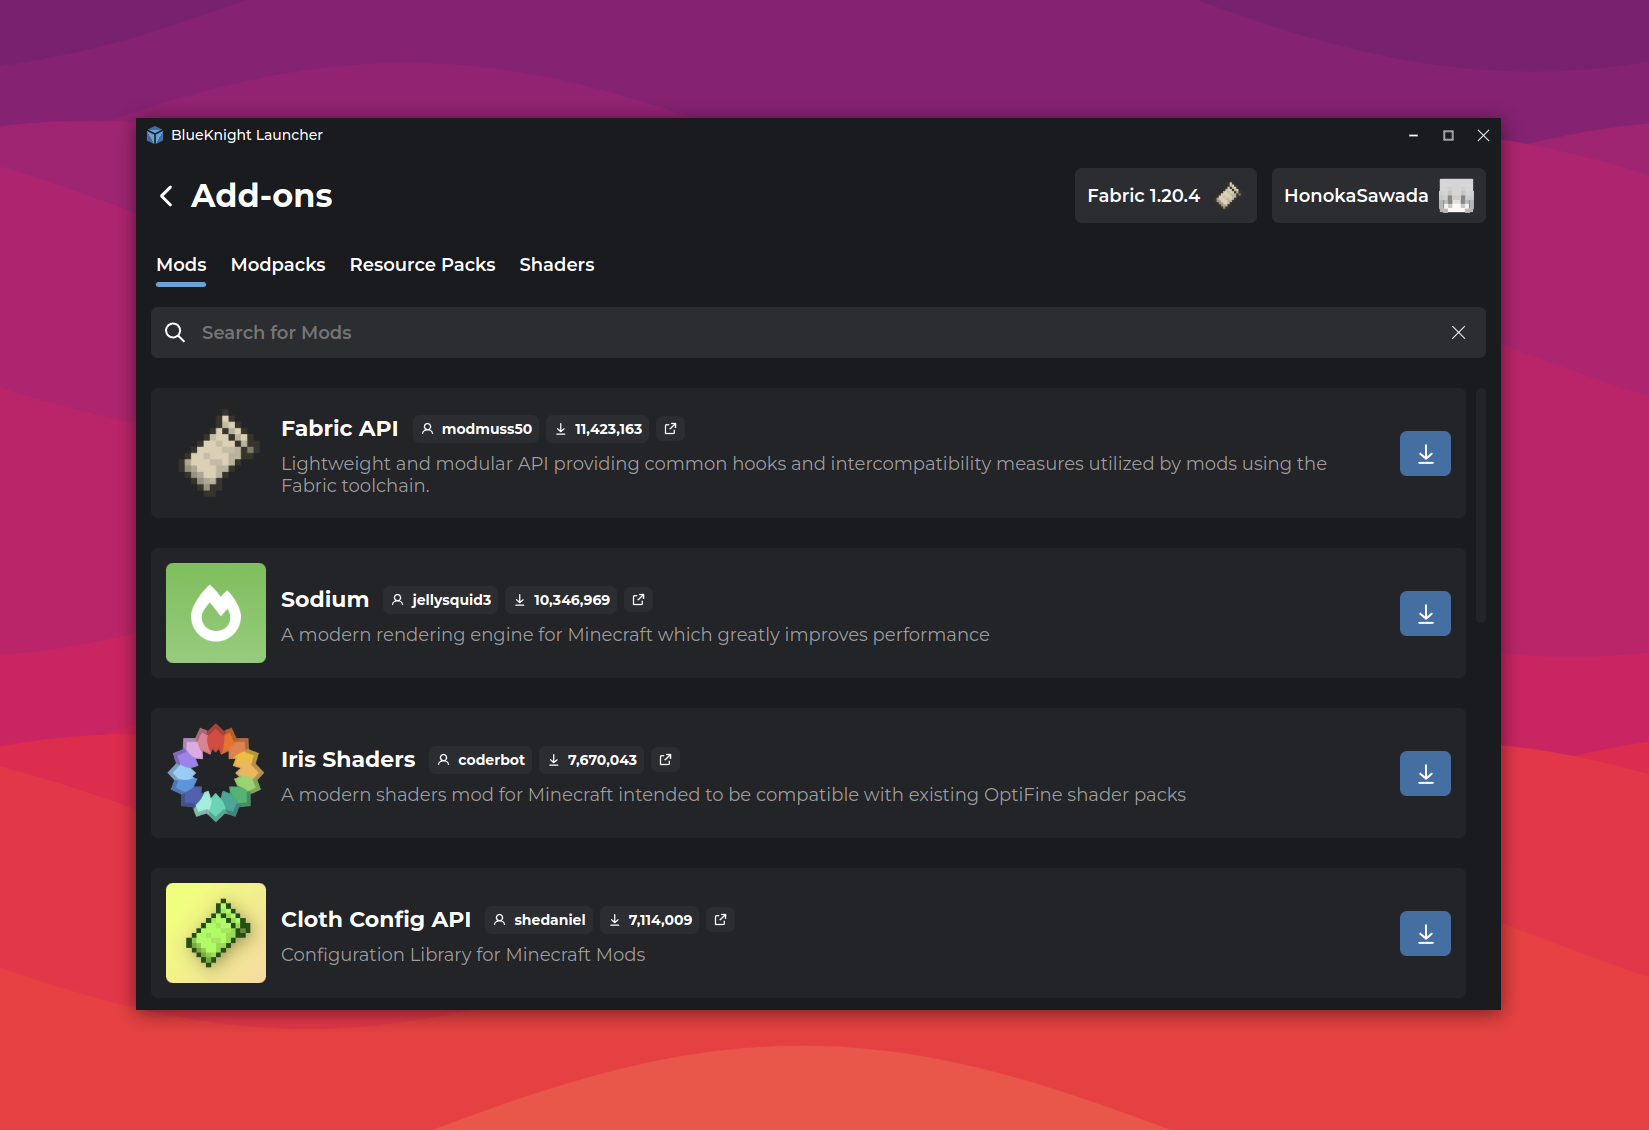 BlueKnight Launcher
Add-ons
Fabric 1.20.4
HonokaSawada
Mods
Modpacks
Resource Packs
Shaders
Search for Mods
Fabric API
modmuss50
11,423,163
Lightweight and modular API providing common hooks and intercompatibility measures utilized by mods using the
Fabric toolchain.
Sodium
jellysquid3
10,346,969
A modern rendering engine for Minecraft which greatly improves performance
Iris Shaders
coderbot
7,670,043
A modern shaders mod for Minecraft intended to be compatible with existing OptiFine shader packs
Cloth Config API
shedaniel
7,114,009
Configuration Library for Minecraft Mods